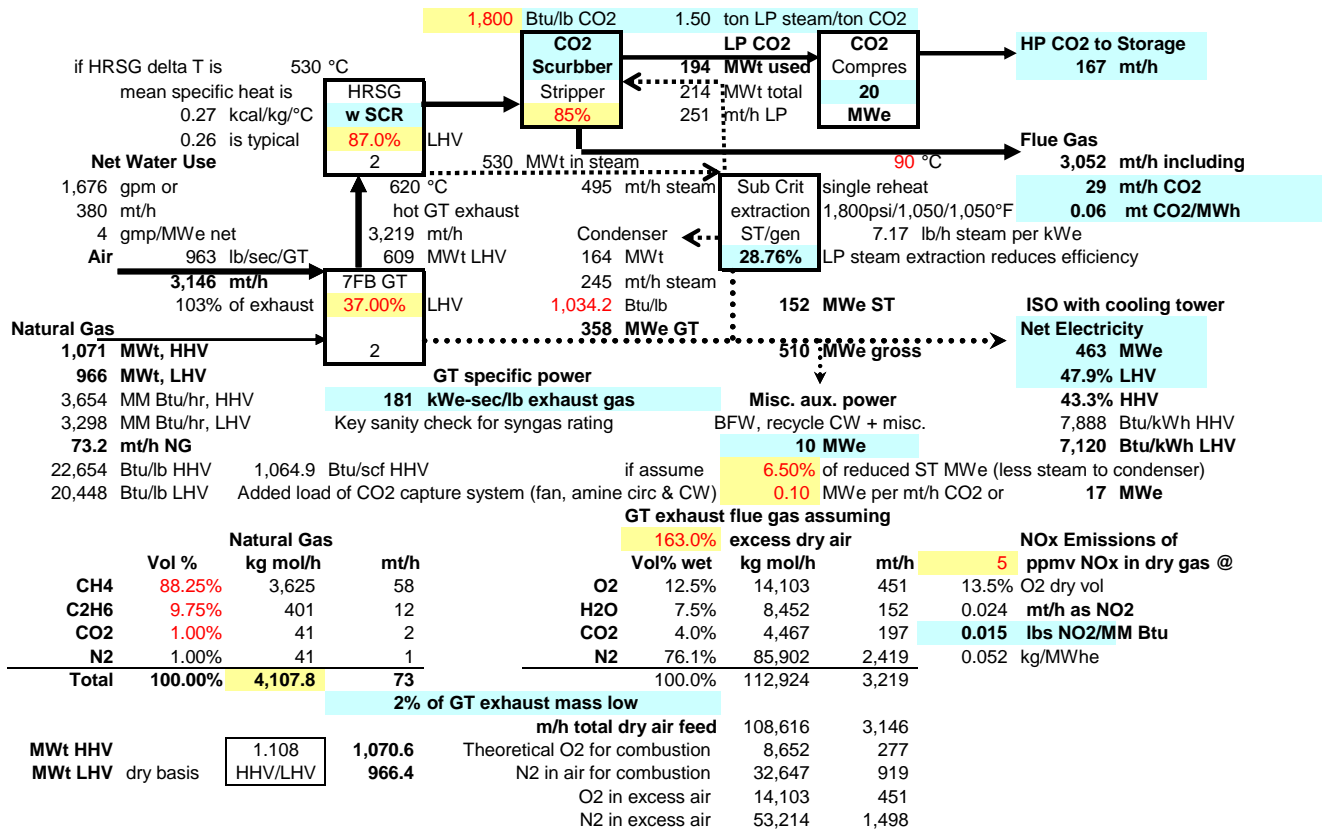 1,800 Btu/lb CO2 1.50 ton LP steam/ton CO2
CO2 LP CO2 CO2 HP CO2 to Storage
Scurbber 194 MWt used Compres 167 mt/h
if HRSG delta T is 530 °C
mean specific heat is HRSG Stripper 214 MWt total 20
0.27 kcal/kg/°C w SCR 85% 251 mt/h LP MWe
0.26 is typical 87.0% LHV Flue Gas
Net Water Use 2 530 MWt in steam 90 °C 3,052 mt/h including
1,676 gpm or 620 °C 495 mt/h steam Sub Crit single reheat 29 mt/h CO2
380 mt/h hot GT exhaust extraction 1,800psi/1,050/1,050°F 0.06 mt CO2/MWh
4 gmp/MWe net 3,219 mt/h Condenser ST/gen 7.17 lb/h steam per kWe
Air 963 lb/sec/GT 609 MWt LHV 164 MWt 28.76% LP steam extraction reduces efficiency
3,146 mt/h 7FB GT 245 mt/h steam
103% of exhaust 37.00% LHV 1,034.2 Btu/lb 152 MWe ST ISO with cooling tower
Natural Gas 358 MWe GT Net Electricity
1,071 MWt, HHV 2 510 MWe gross 463 MWe
966 MWt, LHV GT specific power 47.9% LHV
3,654 MM Btu/hr, HHV 181 kWe-sec/lb exhaust gas Misc. aux. power 43.3% HHV
3,298 MM Btu/hr, LHV Key sanity check for syngas rating BFW, recycle CW + misc. 7,888 Btu/kWh HHV
73.2 mt/h NG 10 MWe 7,120 Btu/kWh LHV
22,654 Btu/lb HHV 1,064.9 Btu/scf HHV if assume 6.50% of reduced ST MWe (less steam to condenser)
20,448 Btu/lb LHV Added load of CO2 capture system (fan, amine circ & CW) 0.10 MWe per mt/h CO2 or 17 MWe
GT exhaust flue gas assuming
Natural Gas 163.0% excess dry air NOx Emissions of
Vol % kg mol/h mt/h Vol% wet kg mol/h mt/h 5 ppmv NOx in dry gas @
CH4 88.25% 3,625 58 O2 12.5% 14,103 451 13.5% O2 dry vol
C2H6 9.75% 401 12 H2O 7.5% 8,452 152 0.024 mt/h as NO2
CO2 1.00% 41 2 CO2 4.0% 4,467 197 0.015 lbs NO2/MM Btu
N2 1.00% 41 1 N2 76.1% 85,902 2,419 0.052 kg/MWhe
Total 100.00% 4,107.8 73 100.0% 112,924 3,219
2% of GT exhaust mass low
m/h total dry air feed 108,616 3,146
MWt HHV 1.108 1,070.6 Theoretical O2 for combustion 8,652 277
MWt LHV dry basis HHV/LHV 966.4 N2 in air for combustion 32,647 919
O2 in excess air 14,103 451
N2 in excess air 53,214 1,498